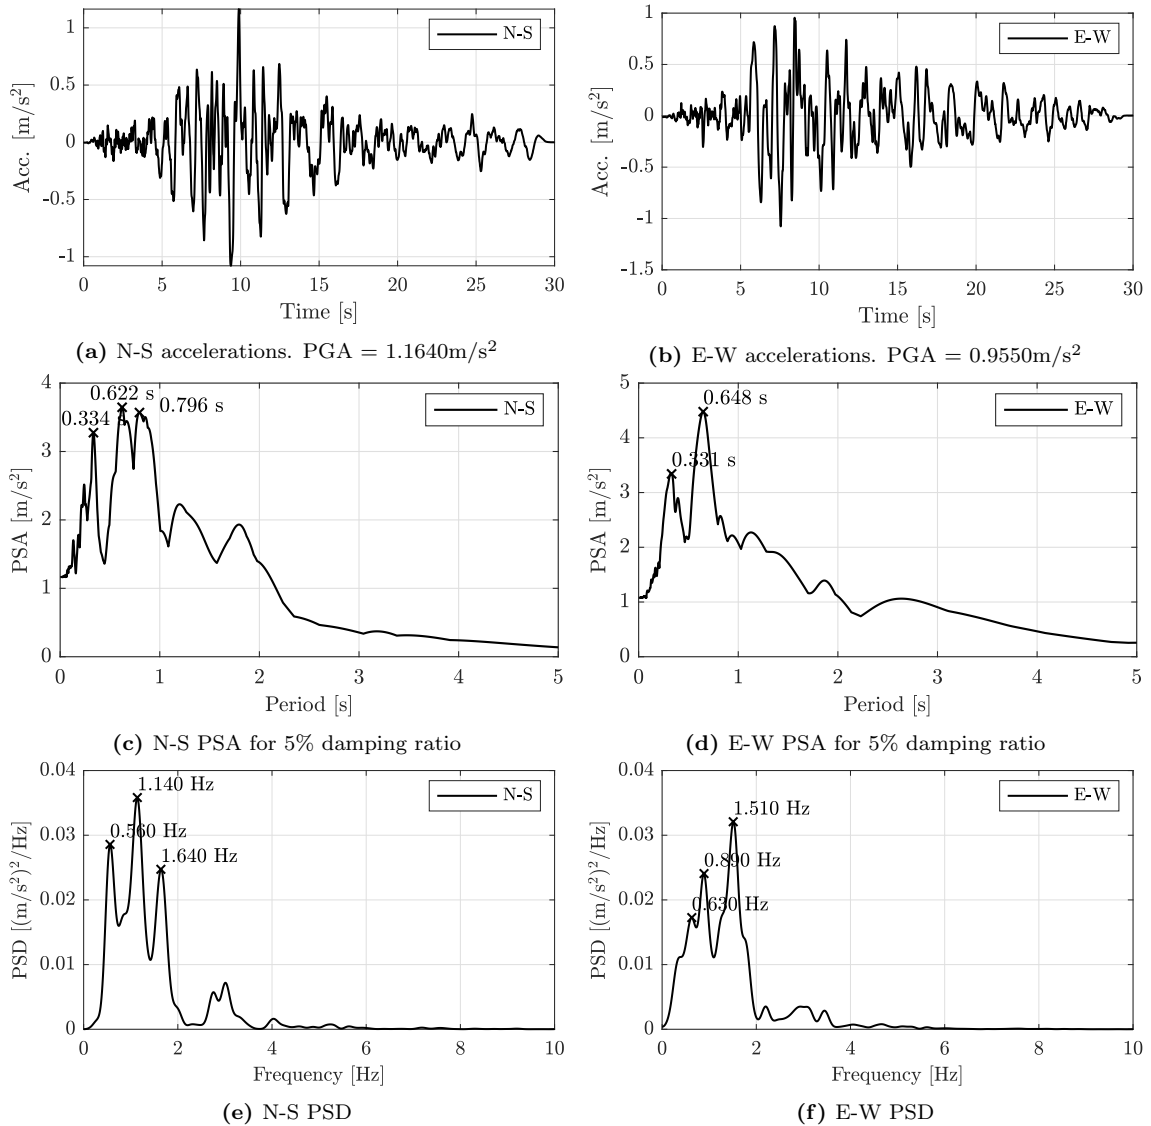 1
0.5
0
-0.5
-1
Acc. [m/s²]
N-S
0 5 10 15 20 25 30
Time [s]
(a) N-S accelerations. PGA = 1.1640m/s²
1
0.5
0
-0.5
-1
-1.5
Acc. [m/s²]
E-W
0 5 10 15 20 25 30
Time [s]
(b) E-W accelerations. PGA = 0.9550m/s²
4
3
2
1
0
PSA [m/s²]
0.622 s
0.334 s
0.796 s
N-S
0 1 2 3 4 5
Period [s]
(c) N-S PSA for 5% damping ratio
5
4
3
2
1
0
PSA [m/s²]
0.648 s
0.331 s
E-W
0 1 2 3 4 5
Period [s]
(d) E-W PSA for 5% damping ratio
0.04
0.03
0.02
0.01
0
PSD [(m/s²)²/Hz]
1.140 Hz
0.560 Hz
1.640 Hz
N-S
0 2 4 6 8 10
Frequency [Hz]
(e) N-S PSD
0.04
0.03
0.02
0.01
0
PSD [(m/s²)²/Hz]
1.510 Hz
0.890 Hz
0.630 Hz
E-W
0 2 4 6 8 10
Frequency [Hz]
(f) E-W PSD